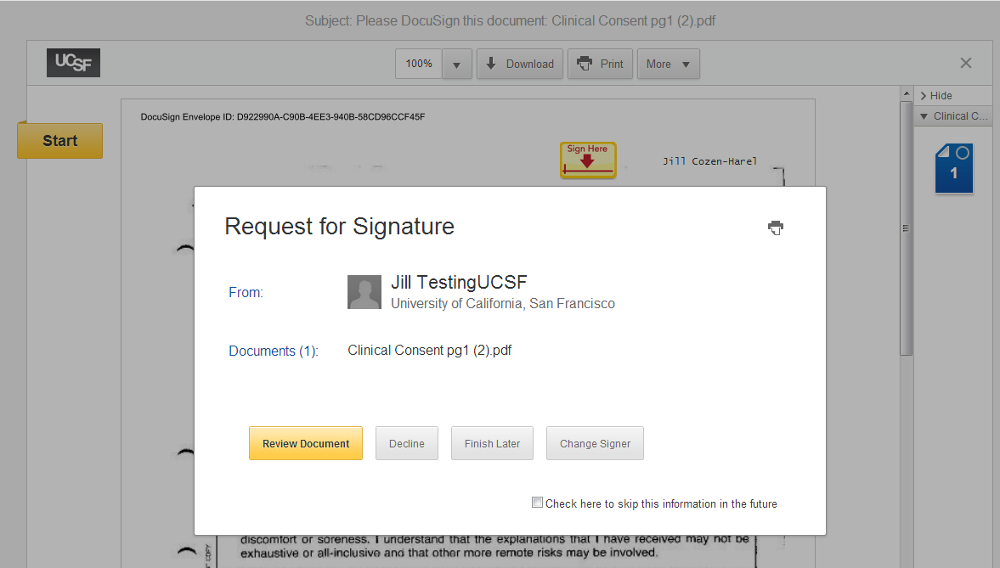 Subject: Please DocuSign this document: Clinical Consent pg1 (2).pdf
UCSF
100%
Download
Print
More
Hide
DocuSign Envelope ID: D922990A-C90B-4EE3-940B-58CD96CCF45F
Clinical C...
Start
Sign Here
Jill Cozen-Harel
1
Request for Signature
From:
Jill TestingUCSF
University of California, San Francisco
Documents (1):
Clinical Consent pg1 (2).pdf
Review Document
Decline
Finish Later
Change Signer
Check here to skip this information in the future
discomfort or soreness. I understand that the explanations that I have received may not be
exhaustive or all-inclusive and that other more remote risks may be involved.
COPY